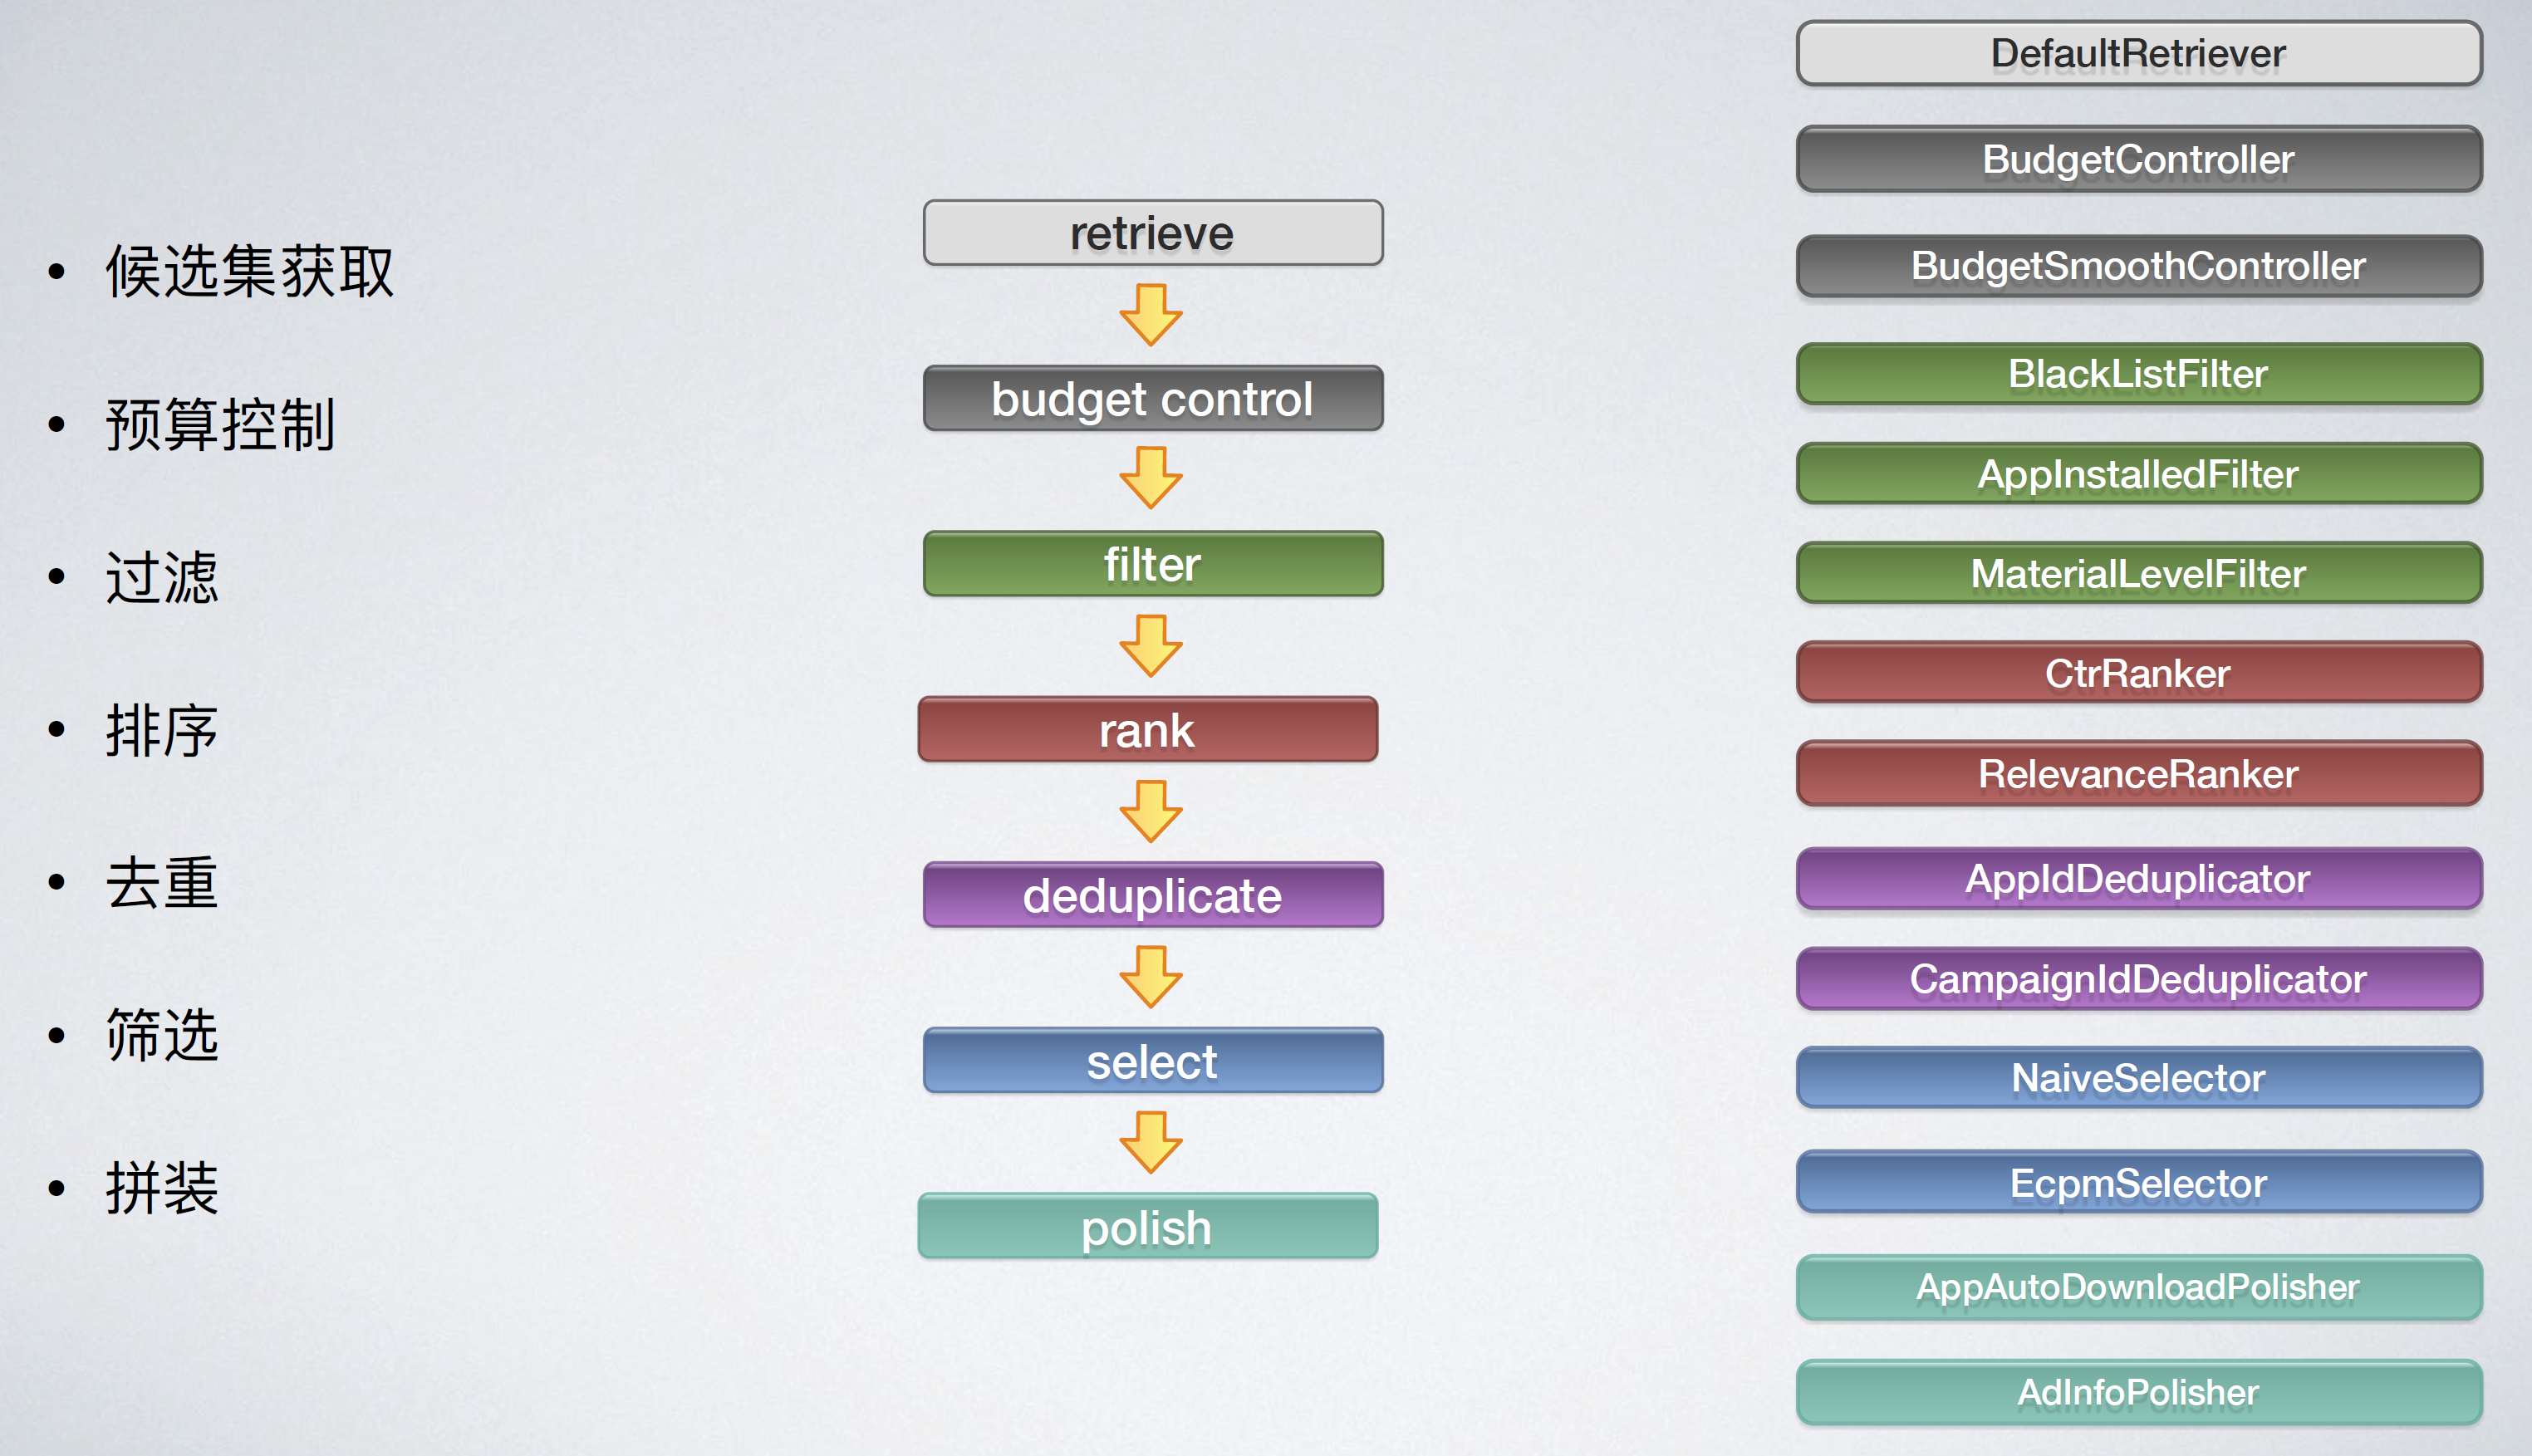 • 候选集获取
• 预算控制
• 过滤
• 排序
• 去重
• 筛选
• 拼装
retrieve
budget control
filter
rank
deduplicate
select
polish
DefaultRetriever
BudgetController
BudgetSmoothController
BlackListFilter
AppInstalledFilter
MaterialLevelFilter
CtrRanker
RelevanceRanker
AppIdDeduplicator
CampaignIdDeduplicator
NaiveSelector
EcpmSelector
AppAutoDownloadPolisher
AdInfoPolisher